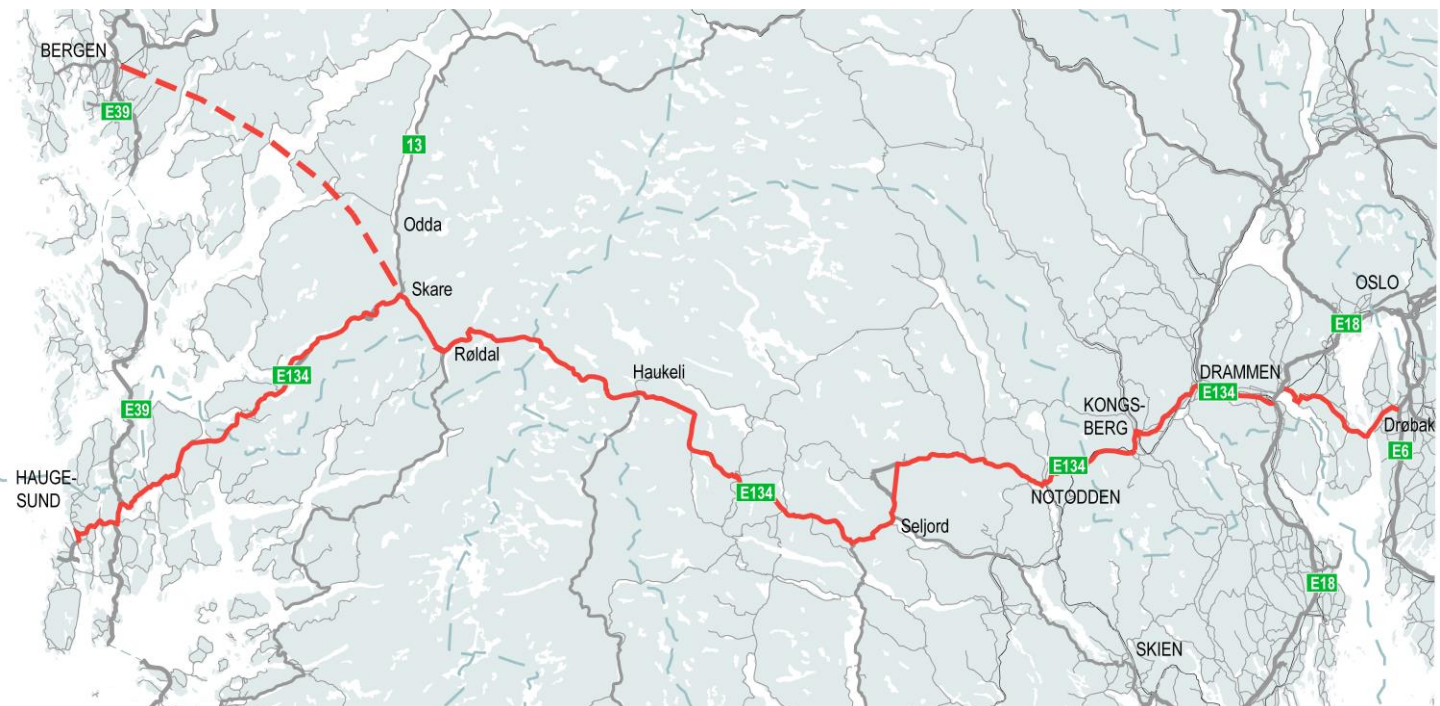 BERGEN
E39
13
Odda
OSLO
Skare
E18
Røldal
Haukeli
E134
DRAMMEN
E134
E39
KONGS-
BERG
Drøbak
E6
E134
HAUGE-
SUND
E134
NOTODDEN
Seljord
E18
SKIEN